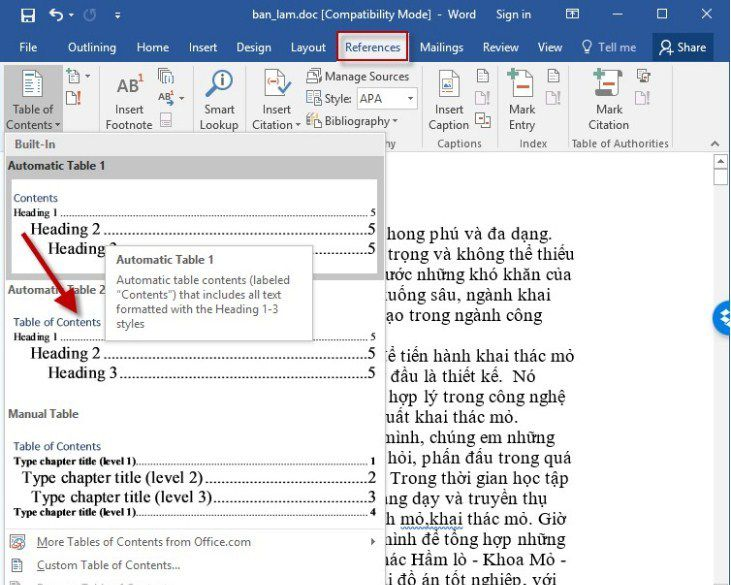 ban_lam.doc [Compatibility Mode] - Word
Sign in
File Outlining Home Insert Design Layout References Mailings Review View Tell me Share
Table of Contents
AB1
Insert Footnote
AB1
Smart Lookup
Insert Citation
Manage Sources
Style: APA
Bibliography
Insert Caption
Mark Entry
Mark Citation
Captions
Index
Table of Authorities
Built-In
Automatic Table 1
Contents
Heading 1 5
Heading 2 5
Heading
Automatic Table 1
Automatic table contents (labeled
"Contents") that includes all text
formatted with the Heading 1-3
styles
Automatic Table 2
Table of Contents
Heading 1 5
Heading 2 5
Heading 3 5
Manual Table
Table of Contents
Type chapter title (level 1) 1
Type chapter title (level 2) 2
Type chapter title (level 3) 3
Type chapter title (level 1) 4
More Tables of Contents from Office.com
Custom Table of Contents...
hong phú và đa dạng.
trọng và không thể thiếu
ước những khó khăn của
uống sâu, ngành khai
ạo trong ngành công
ể tiến hành khai thác mỏ
đầu là thiết kế. Nó
hợp lý trong công nghệ
uất khai thác mỏ.
mình, chúng em những
hỏi, phấn đấu trong quá
Trong thời gian học tập
ng dạy và truyền thụ
h mỏ,khai thác mỏ. Giờ
mình để tổng hợp những
ác Hầm lò - Khoa Mỏ -
i đồ án tốt nghiệp, với